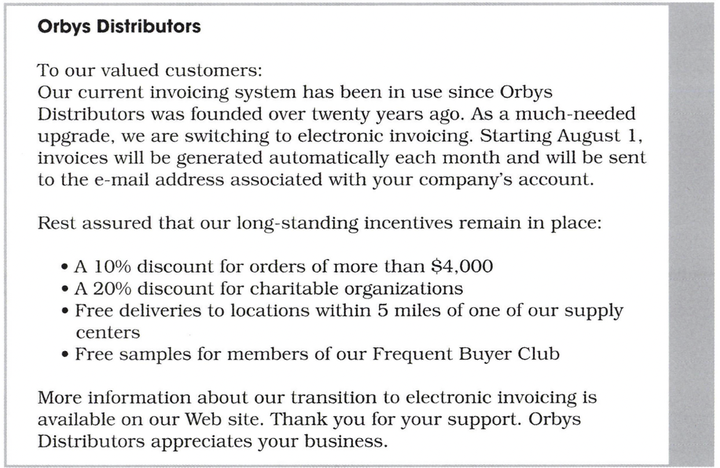 Orbys Distributors
To our valued customers:
Our current invoicing system has been in use since Orbys
Distributors was founded over twenty years ago. As a much-needed
upgrade, we are switching to electronic invoicing. Starting August 1,
invoices will be generated automatically each month and will be sent
to the e-mail address associated with your company's account.
Rest assured that our long-standing incentives remain in place:
• A 10% discount for orders of more than $4,000
• A 20% discount for charitable organizations
• Free deliveries to locations within 5 miles of one of our supply
centers
• Free samples for members of our Frequent Buyer Club
More information about our transition to electronic invoicing is
available on our Web site. Thank you for your support. Orbys
Distributors appreciates your business.